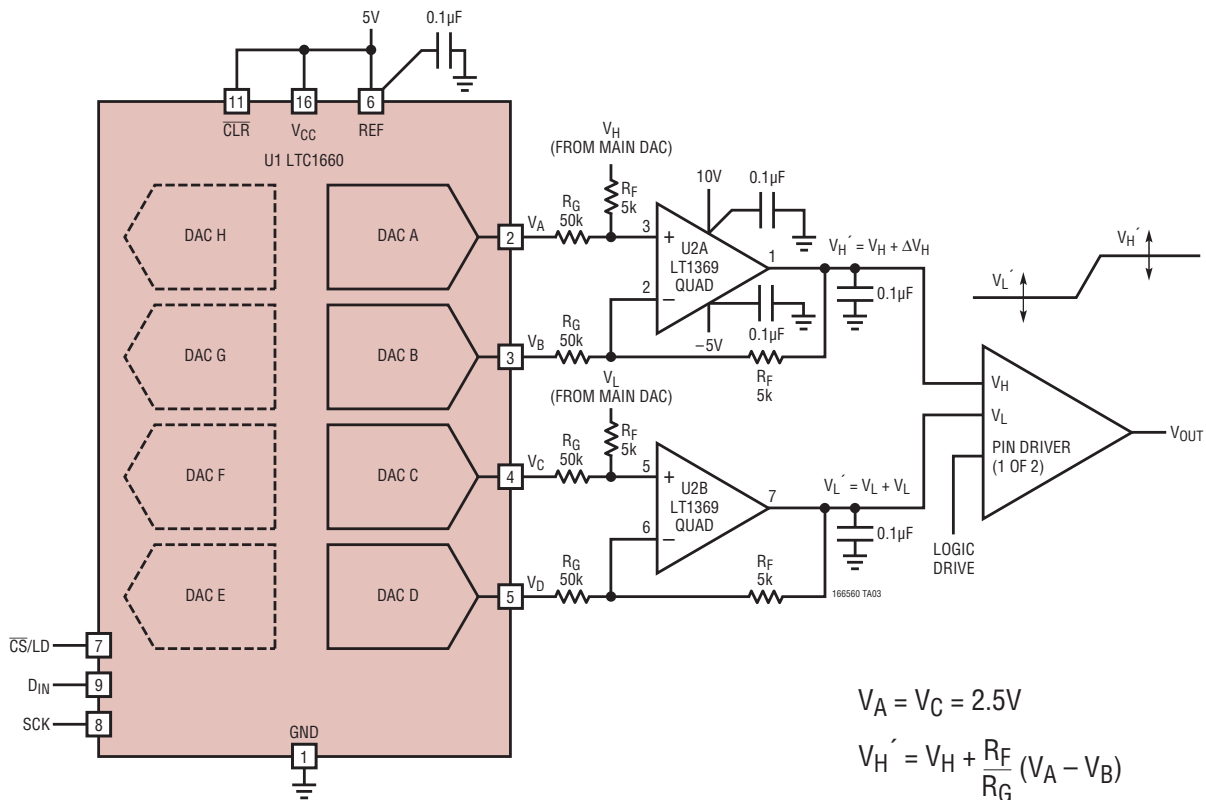 5V
0.1µF
11
16
6
CLR
VCC
REF
U1 LTC1660
DAC H
DAC A
DAC G
DAC B
DAC F
DAC C
DAC E
DAC D
2
VA
3
VB
4
VC
5
VD
CS/LD
7
DIN
9
SCK
8
GND
1
VH
(FROM MAIN DAC)
RF
5k
RG
50k
3
+
10V
0.1µF
U2A
LT1369
QUAD
1
2
–
–5V
0.1µF
RG
50k
RF
5k
VH´ = VH + ΔVH
0.1µF
VL
(FROM MAIN DAC)
RF
5k
RG
50k
5
+
U2B
LT1369
QUAD
7
6
–
RG
50k
RF
5k
VL´ = VL + VL
0.1µF
166560 TA03
VL´
VH´
VH
VL
PIN DRIVER
(1 OF 2)
VOUT
LOGIC
DRIVE
VA = VC = 2.5V
VH´ = VH + RF/RG (VA – VB)